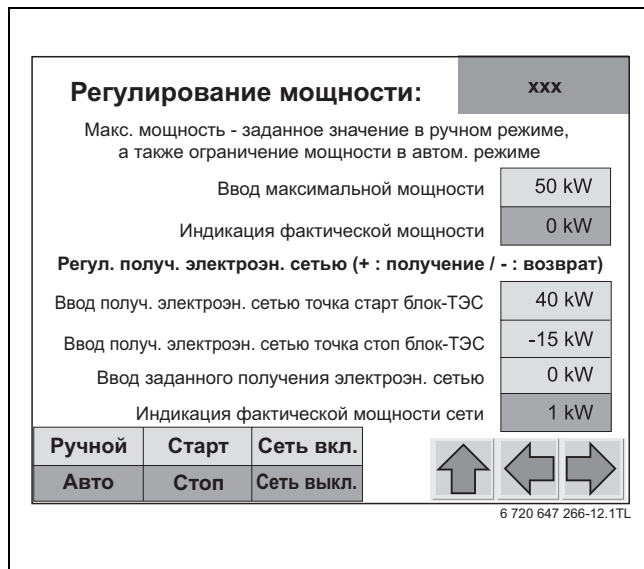 Регулирование мощности:
xxx
Макс. мощность - заданное значение в ручном режиме,
а также ограничение мощности в автом. режиме
Ввод максимальной мощности 50 kW
Индикация фактической мощности 0 kW
Регул. получ. электроэн. сетью (+ : получение / - : возврат)
Ввод получ. электроэн. сетью точка старт блок-ТЭС 40 kW
Ввод получ. электроэн. сетью точка стоп блок-ТЭС -15 kW
Ввод заданного получения электроэн. сетью 0 kW
Индикация фактической мощности сети 1 kW
Ручной Старт Сеть вкл.
Авто Стоп Сеть выкл.
6 720 647 266-12.1TL